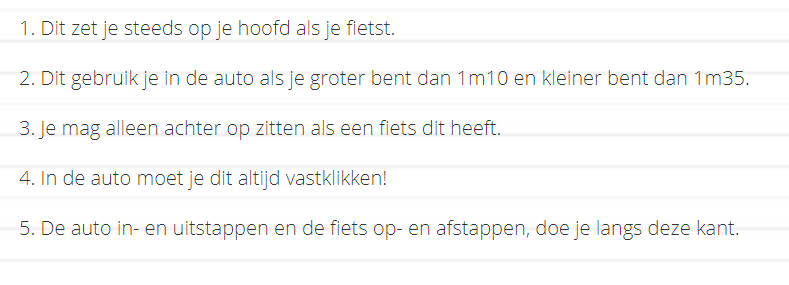 1. Dit zet je steeds op je hoofd als je fietst.
2. Dit gebruik je in de auto als je groter bent dan 1m10 en kleiner bent dan 1m35.
3. Je mag alleen achter op zitten als een fiets dit heeft.
4. In de auto moet je dit altijd vastklikken!
5. De auto in- en uitstappen en de fiets op- en afstappen, doe je langs deze kant.